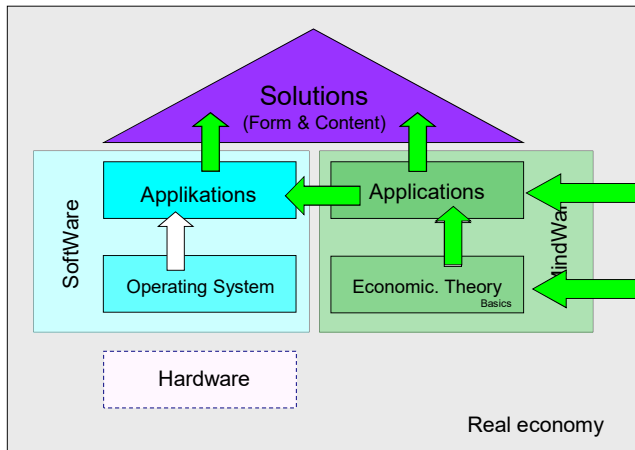 Solutions
(Form & Content)
SoftWare
Applikations
Applications
Operating System
Economic. Theory
Basics
Hardware
Real economy